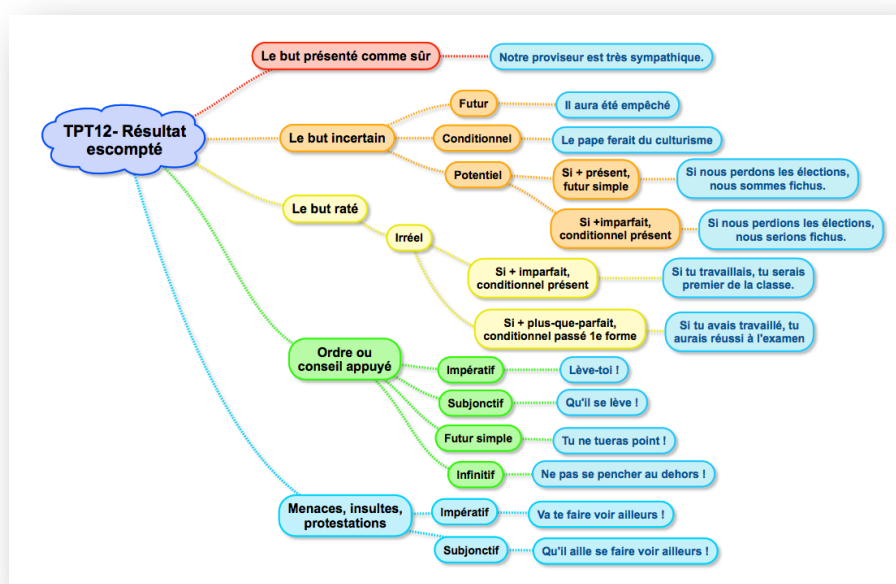 TPT12- Résultat
escompté
Le but présenté comme sûr
Notre proviseur est très sympathique.
Le but incertain
Futur
Il aura été empêché
Conditionnel
Le pape ferait du culturisme
Potentiel
Si + présent,
futur simple
Si nous perdons les élections,
nous sommes fichus.
Si +imparfait,
conditionnel présent
Si nous perdions les élections,
nous serions fichus.
Le but raté
Irréel
Si + imparfait,
conditionnel présent
Si tu travaillais, tu serais
premier de la classe.
Si + plus-que-parfait,
conditionnel passé 1e forme
Si tu avais travaillé, tu
aurais réussi à l'examen
Ordre ou
conseil appuyé
Impératif
Lève-toi !
Subjonctif
Qu'il se lève !
Futur simple
Tu ne tueras point !
Infinitif
Ne pas se pencher au dehors !
Menaces, insultes,
protestations
Impératif
Va te faire voir ailleurs !
Subjonctif
Qu'il aille se faire voir ailleurs !